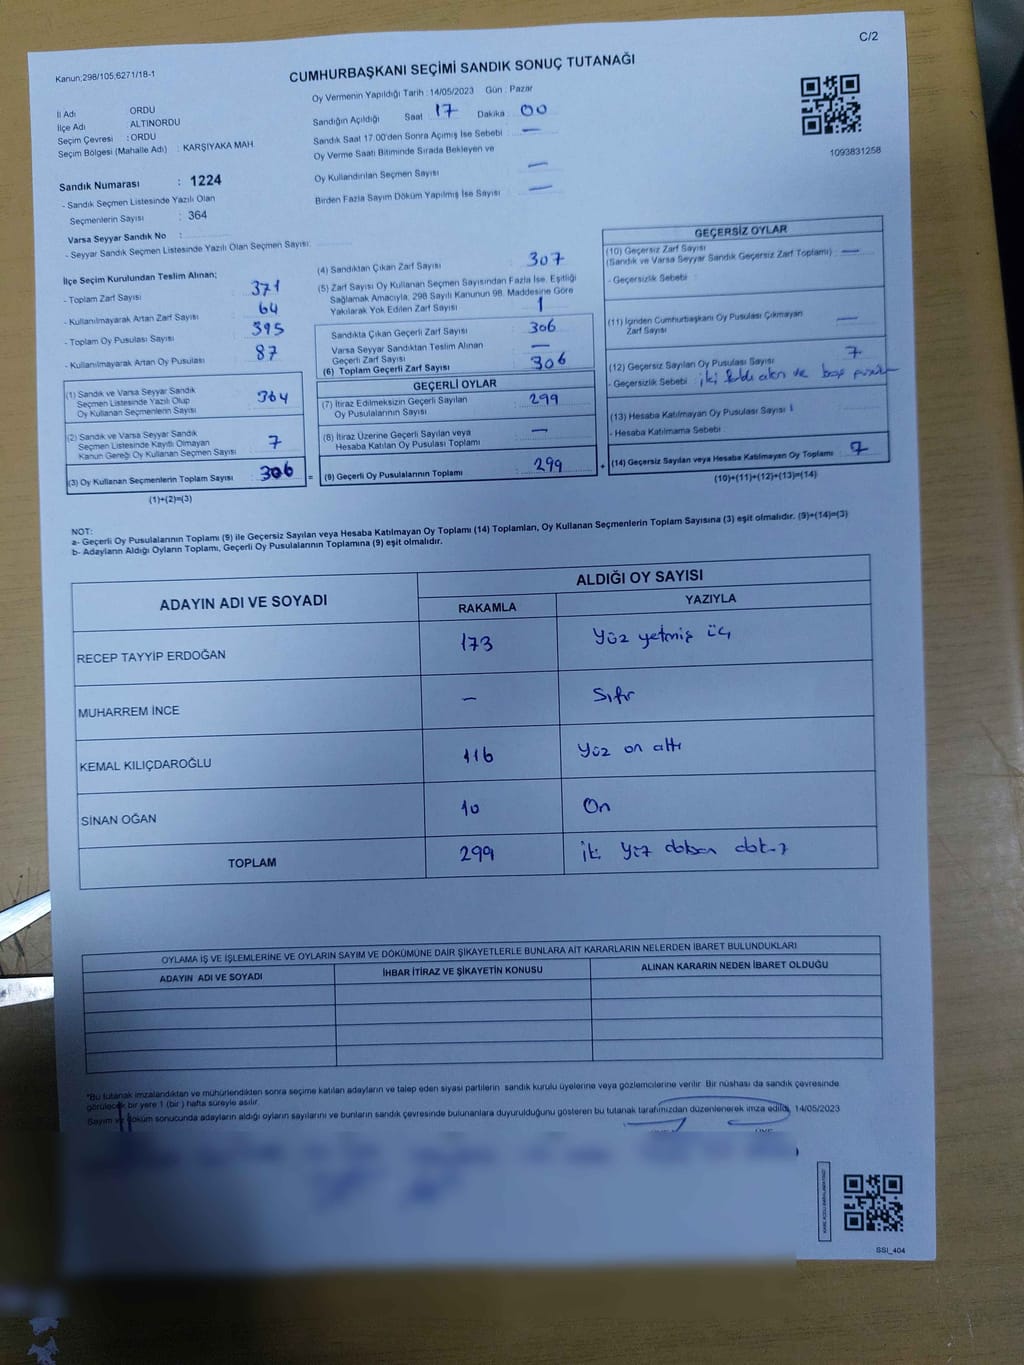 C/2
Kanun;298/105,6271/18-1
CUMHURBAŞKANI SEÇİMİ SANDIK SONUÇ TUTANAĞI
Oy Vermenin Yapıldığı Tarih : 14/05/2023 Gün : Pazar
İl Adı ORDU
İlçe Adı ALTINORDU
Seçim Çevresi : ORDU
Seçim Bölgesi (Mahalle Adı) : KARŞIYAKA MAH
Sandığın Açıldığı Saat 17 Dakika 00
Sandık Saat 17.00'den Sonra Açımış İse Sebebi —
Oy Verme Saati Bitiminde Sırada Bekleyen ve
Oy Kullandırılan Seçmen Sayısı —
Birden Fazla Sayım Döküm Yapılmış İse Sayısı —
1093831258
Sandık Numarası : 1224
- Sandık Seçmen Listesinde Yazılı Olan
Seçmenlerin Sayısı : 364
Varsa Seyyar Sandık No :
- Seyyar Sandık Seçmen Listesinde Yazılı Olan Seçmen Sayısı:
İlçe Seçim Kurulundan Teslim Alınan;
- Toplam Zarf Sayısı 371
- Kullanılmayarak Artan Zarf Sayısı 64
- Toplam Oy Pusulası Sayısı 395
- Kullanılmayarak Artan Oy Pusulası 87
(1) Sandık ve Varsa Seyyar Sandık
Seçmen Listesinde Yazılı Olup
Oy Kullanan Seçmenlerin Sayısı : 364
(2) Sandık ve Varsa Seyyar Sandık
Seçmen Listesinde Kayıtlı Olmayan
Kanun Gereği Oy Kullanan Seçmen Sayısı : 7
(3) Oy Kullanan Seçmenlerin Toplam Sayısı : 306 =
(1)+(2)=(3)
(4) Sandıktan Çıkan Zarf Sayısı : 307
(5) Zarf Sayısı Oy Kullanan Seçmen Sayısından Fazla İse, Eşitliği
Sağlamak Amacıyla, 298 Sayılı Kanunun 98. Maddesine Göre
Yakılarak Yok Edilen Zarf Sayısı : 1
Sandıkta Çıkan Geçerli Zarf Sayısı : 306
Varsa Seyyar Sandıktan Teslim Alınan
Geçerli Zarf Sayısı : —
(6) Toplam Geçerli Zarf Sayısı : 306
GEÇERLİ OYLAR
(7) İtiraz Edilmeksizin Geçerli Sayılan
Oy Pusulalarının Sayısı : 299
(8) İtiraz Üzerine Geçerli Sayılan veya
Hesaba Katılan Oy Pusulası Toplamı : —
(9) Geçerli Oy Pusulalarının Toplamı : 299 +
GEÇERSİZ OYLAR
(10) Geçersiz Zarf Sayısı
(Sandık ve Varsa Seyyar Sandık Geçersiz Zarf Toplamı) : —
- Geçersizlik Sebebi :
(11) İçinden Cumhurbaşkanı Oy Pusulası Çıkmayan
Zarf Sayısı : —
(12) Geçersiz Sayılan Oy Pusulası Sayısı : 7
- Geçersizlik Sebebi : iki ve
(13) Hesaba Katılmayan Oy Pusulası Sayısı
- Hesaba Katılmama Sebebi :
(14) Geçersiz Sayılan veya Hesaba Katılmayan Oy Toplamı : 7
(10)+(11)+(12)+(13)=(14)
NOT:
a- Geçerli Oy Pusulalarının Toplamı (9) ile Geçersiz Sayılan veya Hesaba Katılmayan Oy Toplamı (14) Toplamları, Oy Kullanan Seçmenlerin Toplam Sayısına (3) eşit olmalıdır. (9)+(14)=(3)
b- Adayların Aldığı Oyların Toplamı, Geçerli Oy Pusulalarının Toplamına (9) eşit olmalıdır.
ADAYIN ADI VE SOYADI ALDIĞI OY SAYISI
RAKAMLA YAZIYLA
RECEP TAYYİP ERDOĞAN 173 Yüz yetmiş üç
MUHARREM İNCE — Sıfır
KEMAL KILIÇDAROĞLU 116 Yüz on altı
SİNAN OĞAN 10 On
TOPLAM 299 iki Yüz doksan dokuz
OYLAMA İŞ VE İŞLEMLERİNE VE OYLARIN SAYIM VE DÖKÜMÜNE DAİR ŞİKAYETLERLE BUNLARA AİT KARARLARIN NELERDEN İBARET BULUNDUKLARI
ADAYIN ADI VE SOYADI İHBAR İTİRAZ VE ŞİKAYETİN KONUSU ALINAN KARARIN NEDEN İBARET OLDUĞU
*Bu tutanak imzalandıktan ve mühürlendikten sonra seçime katılan adayların ve talep eden siyasi partilerin sandık kurulu üyelerine veya gözlemcilerine verilir. Bir nüshası da sandık çevresinde
görülecek bir yere 1 (bir) hafta süreyle asılır.
Sayım ve döküm sonucunda adayların aldığı oyların sayılarını ve bunların sandık çevresinde bulunanlara duyurulduğunu gösteren bu tutanak tarafımızdan düzenlenerek imza edildi. 14/05/2023
SSI_404